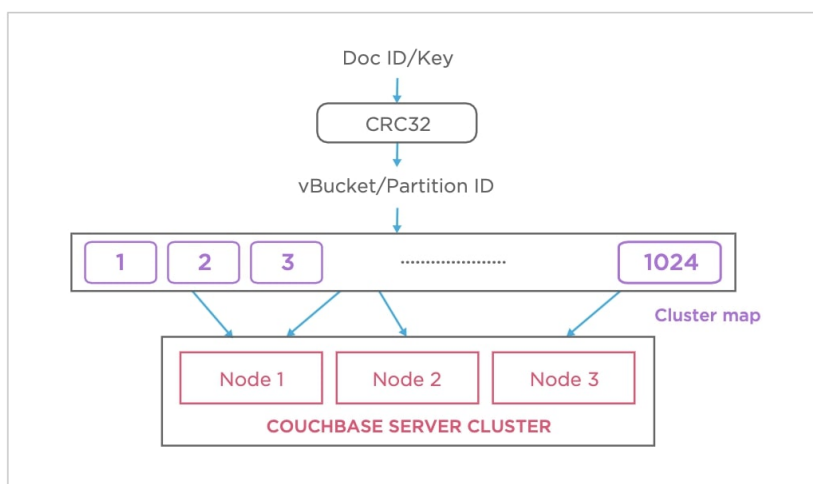 Doc ID/Key
CRC32
vBucket/Partition ID
1 2 3 ..................... 1024
Cluster map
Node 1 Node 2 Node 3
COUCHBASE SERVER CLUSTER